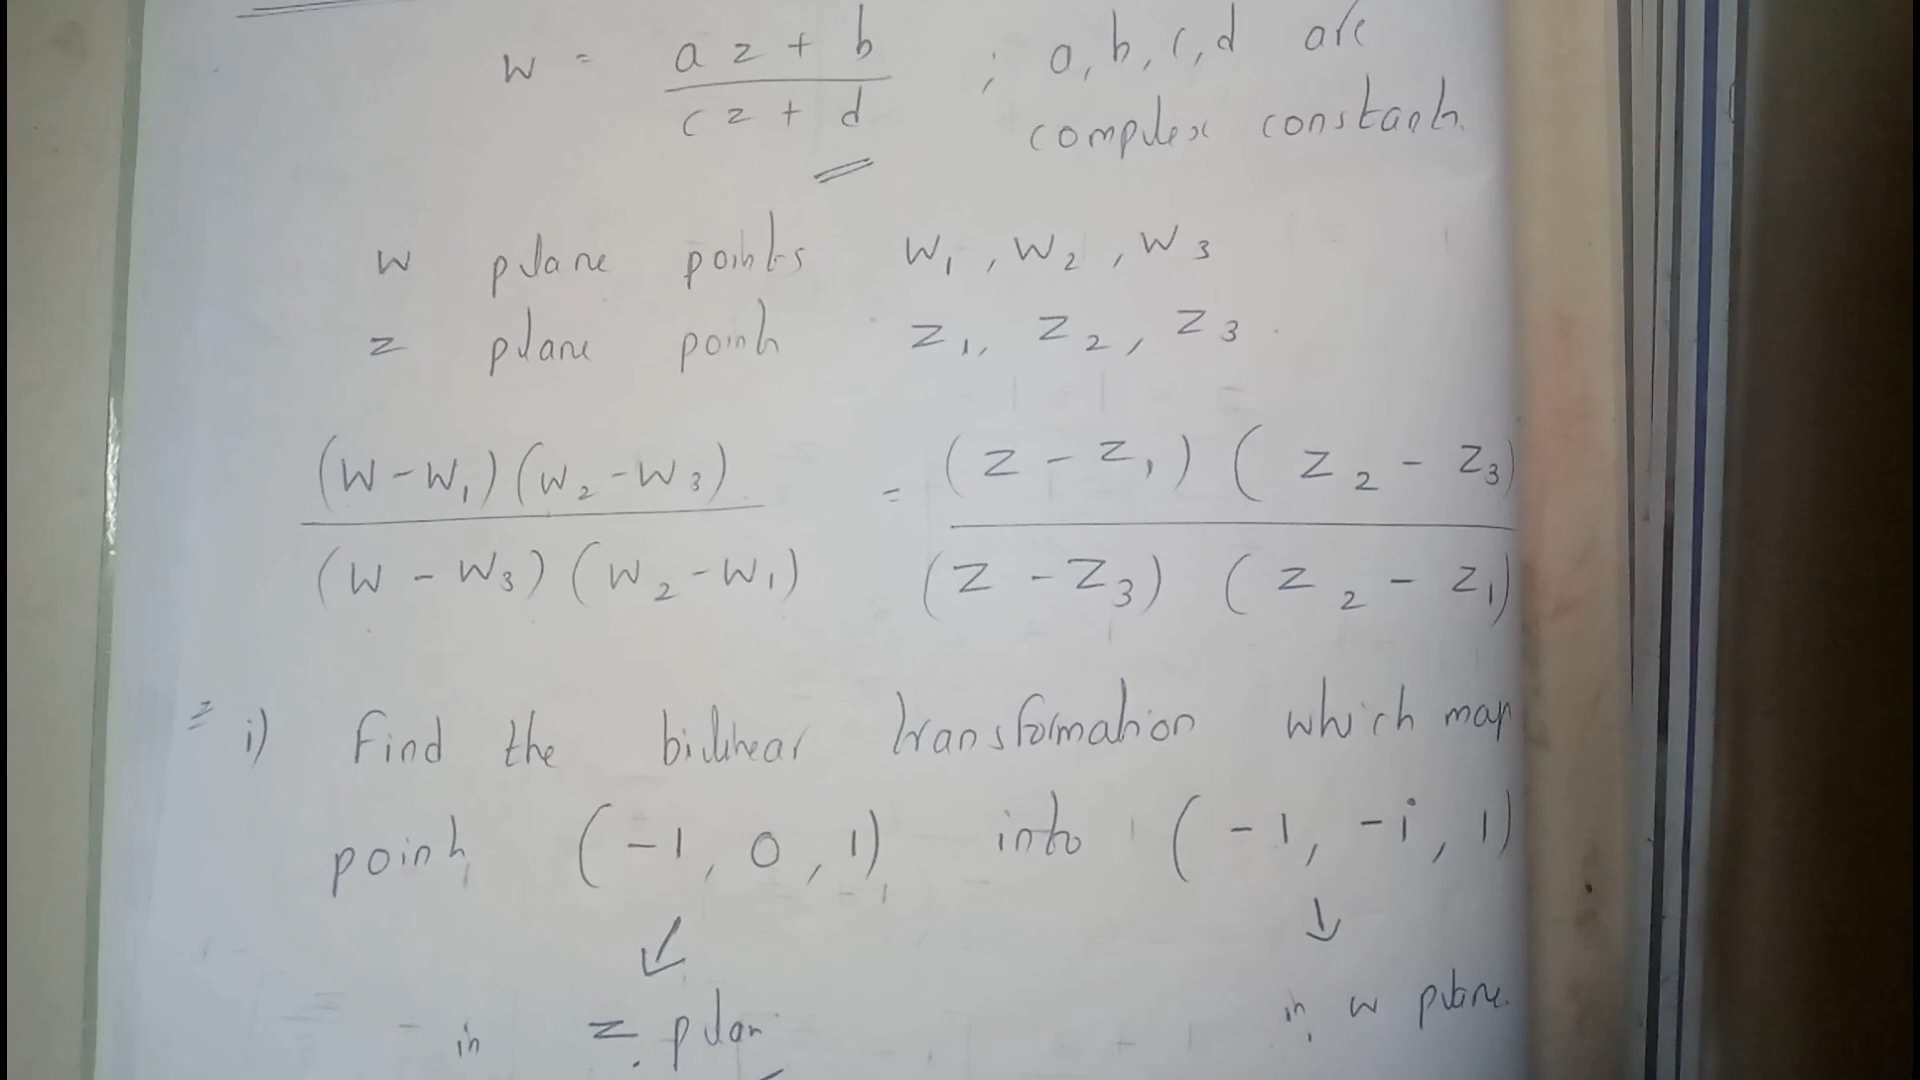 w = az + b / cz + d ; a, b, c, d are
complex constants.
w plane points w1, w2, w3
z plane points z1, z2, z3.
(w - w1)(w2 - w3) / (w - w3)(w2 - w1) = (z - z1)(z2 - z3) / (z - z3)(z2 - z1)
i) Find the bilinear transformation which map
points (-1, 0, 1) into (-1, -i, 1)
↓ ↓
in z plan in w plane.